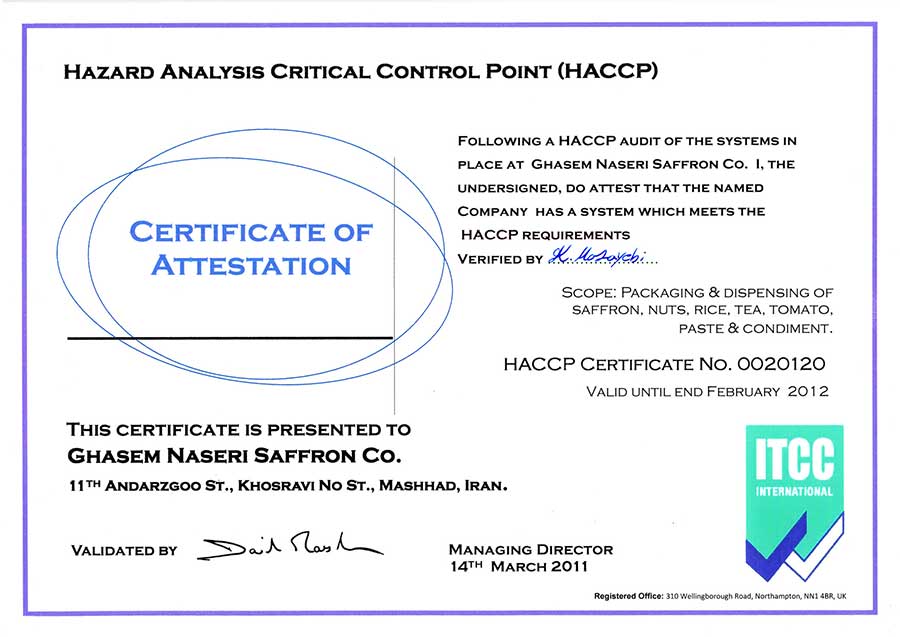 HAZARD ANALYSIS CRITICAL CONTROL POINT (HACCP)
CERTIFICATE OF
ATTESTATION
FOLLOWING A HACCP AUDIT OF THE SYSTEMS IN
PLACE AT GHASEM NASERI SAFFRON CO. I, THE
UNDERSIGNED, DO ATTEST THAT THE NAMED
COMPANY HAS A SYSTEM WHICH MEETS THE
HACCP REQUIREMENTS
VERIFIED BY K. Mosayebi
SCOPE: PACKAGING & DISPENSING OF
SAFFRON, NUTS, RICE, TEA, TOMATO,
PASTE & CONDIMENT.
HACCP CERTIFICATE NO. 0020120
VALID UNTIL END FEBRUARY 2012
THIS CERTIFICATE IS PRESENTED TO
GHASEM NASERI SAFFRON CO.
11TH ANDARZGOO ST., KHOSRAVI NO ST., MASHHAD, IRAN.
VALIDATED BY
MANAGING DIRECTOR
14TH MARCH 2011
ITCC
INTERNATIONAL
Registered Office: 310 Wellingborough Road, Northampton, NN1 4BR, UK